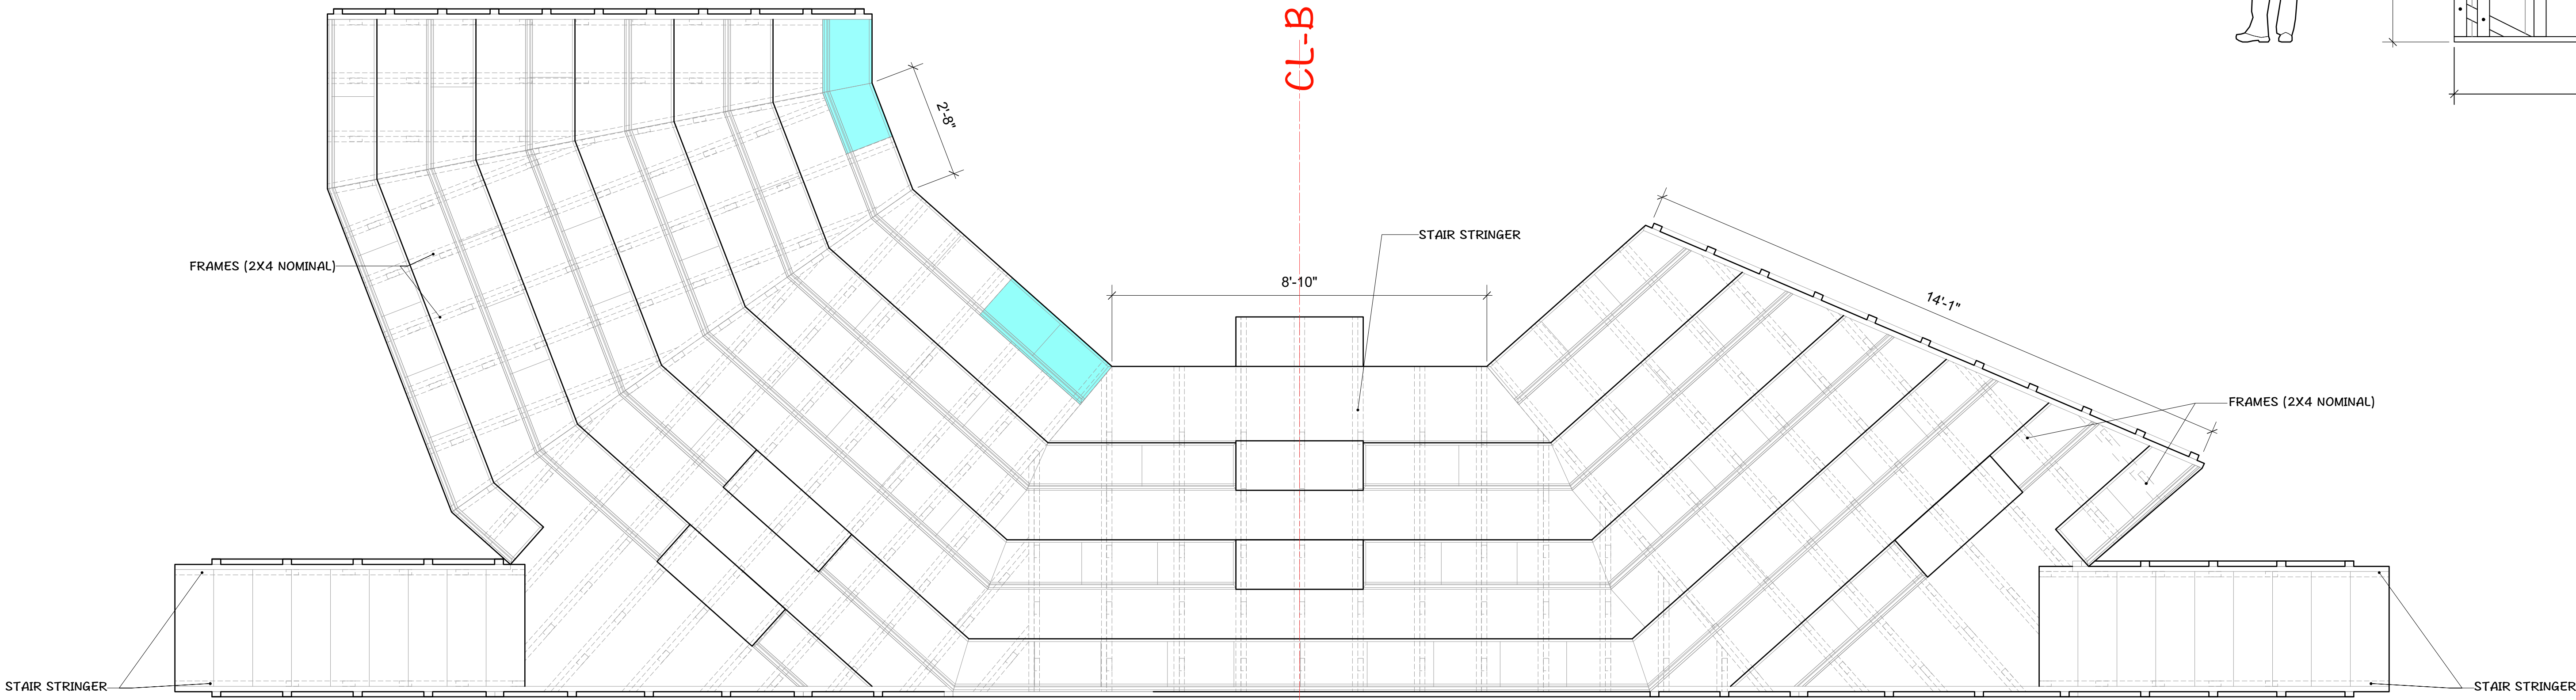 CL-B
2'-8"
STAIR STRINGER
FRAMES (2X4 NOMINAL)
8'-10"
14'-1"
FRAMES (2X4 NOMINAL)
STAIR STRINGER
STAIR STRINGER